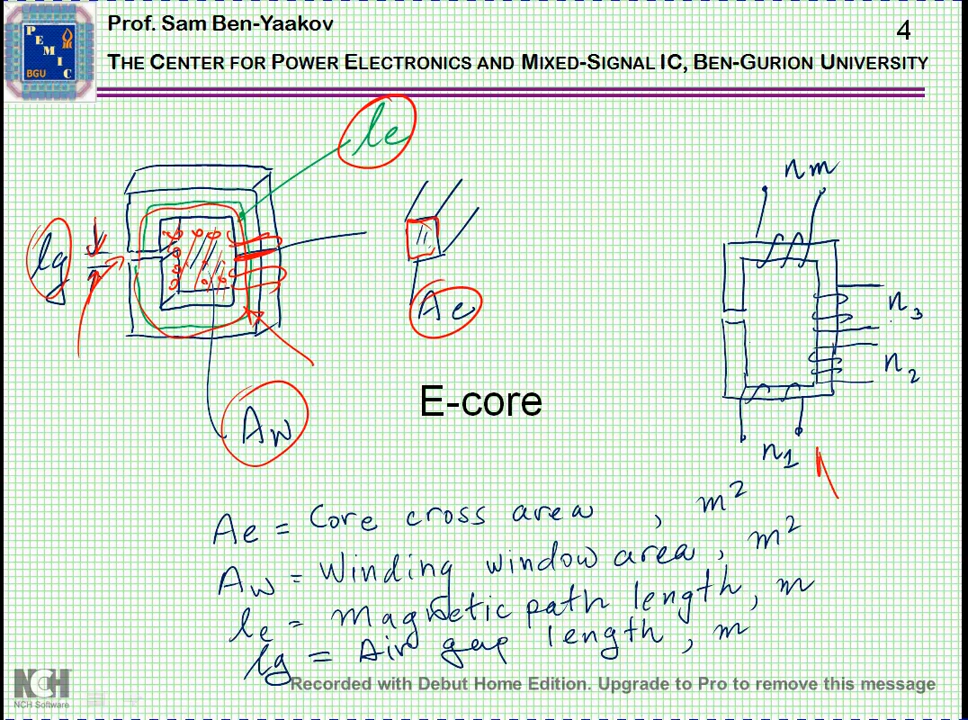 Prof. Sam Ben-Yaakov
4
THE CENTER FOR POWER ELECTRONICS AND MIXED-SIGNAL IC, BEN-GURION UNIVERSITY
P
E
M
I
C
BGU
le
nm
lg
Ae
n3
n2
E-core
Aw
n1
Ae = Core cross area , m²
Aw = Winding window area, m²
le = Magnetic path length, m
lg = Air gap length, m
Recorded with Debut Home Edition. Upgrade to Pro to remove this message
NCH
NCH Software